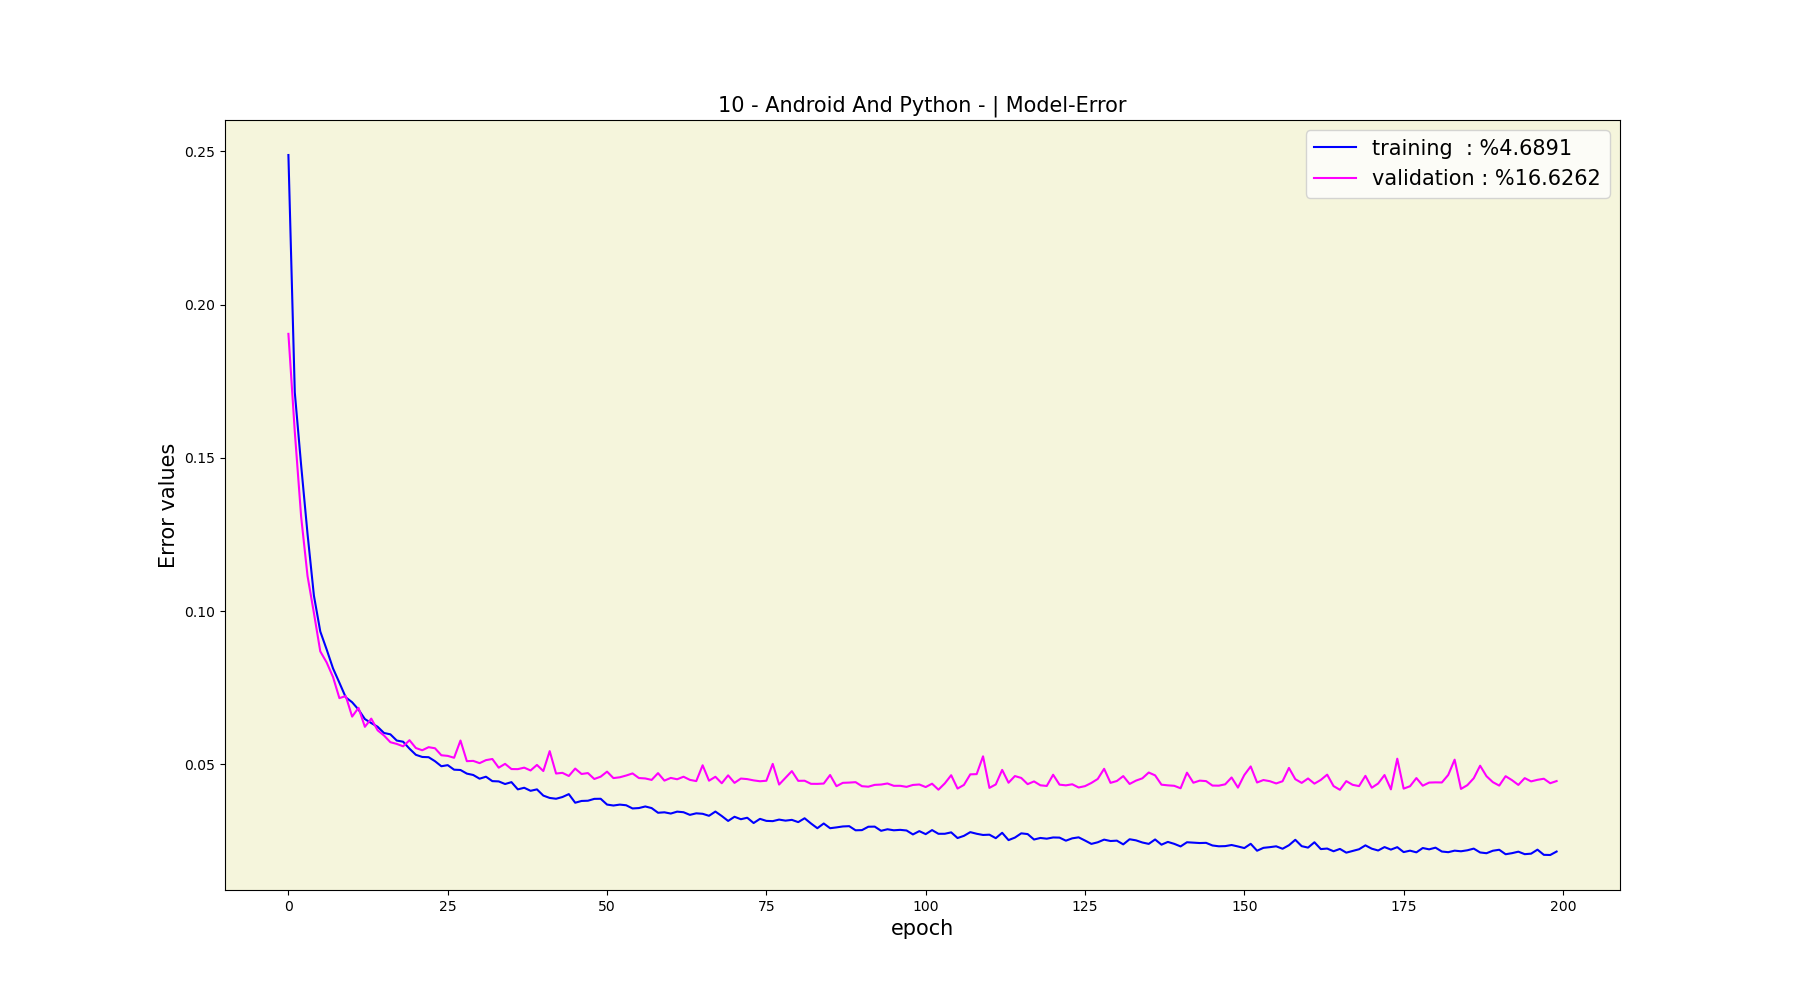 10 - Android And Python - | Model-Error
training : %4.6891
validation : %16.6262
0.25
0.20
0.15
0.10
0.05
Error values
0 25 50 75 100 125 150 175 200
epoch